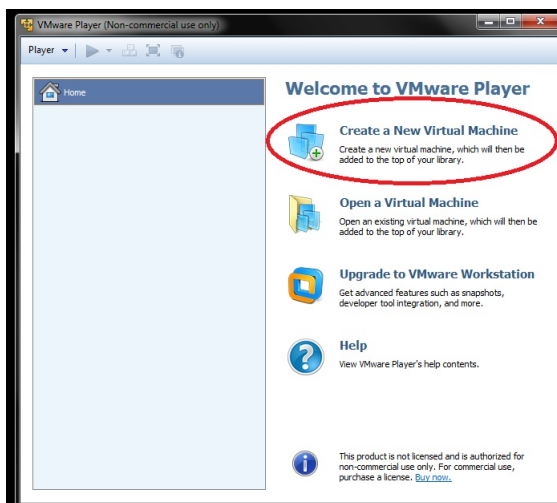 VMware Player (Non-commercial use only)
Player
Home
Welcome to VMware Player
Create a New Virtual Machine
Create a new virtual machine, which will then be
added to the top of your library.
Open a Virtual Machine
Open an existing virtual machine, which will then be
added to the top of your library.
Upgrade to VMware Workstation
Get advanced features such as snapshots,
developer tool integration, and more.
Help
View VMware Player's help contents.
This product is not licensed and is authorized for
non-commercial use only. For commercial use,
purchase a license. Buy now.